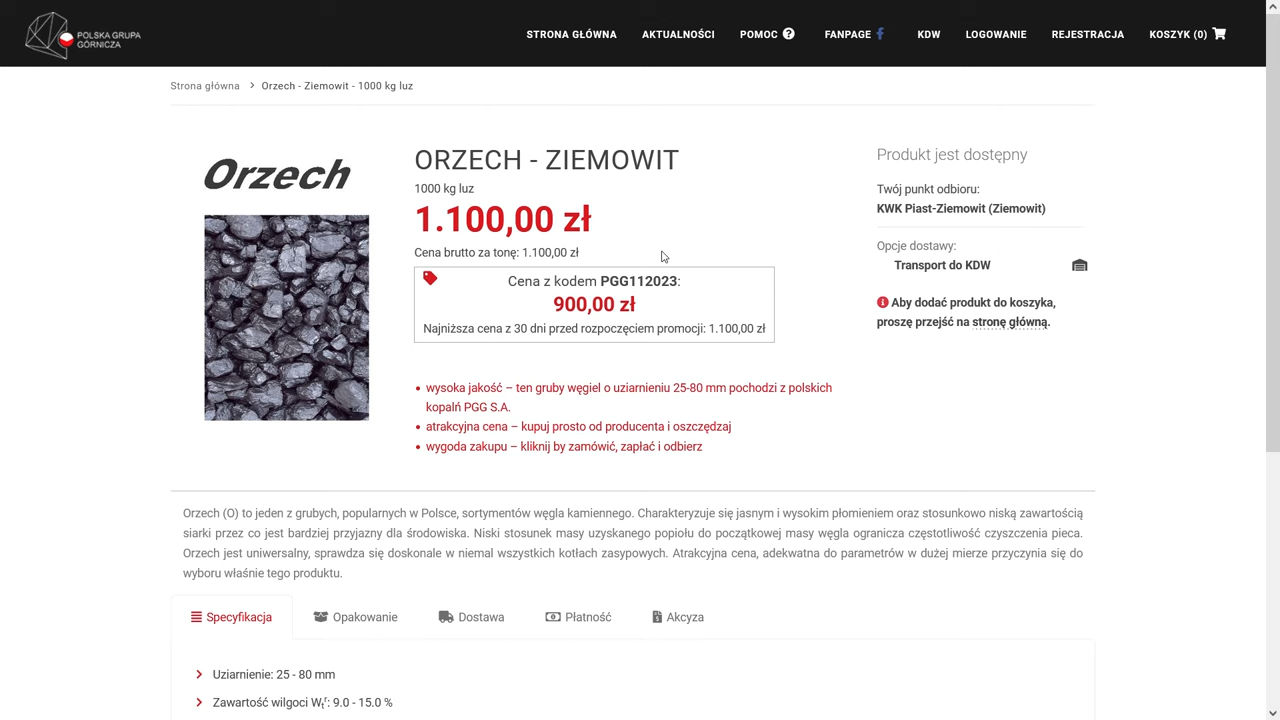 POLSKA GRUPA
GÓRNICZA
STRONA GŁÓWNA
AKTUALNOŚCI
POMOC
FANPAGE
KDW
LOGOWANIE
REJESTRACJA
KOSZYK (0)
Strona główna > Orzech - Ziemowit - 1000 kg luz
Orzech
ORZECH - ZIEMOWIT
1000 kg luz
1.100,00 zł
Cena brutto za tonę: 1.100,00 zł
Cena z kodem PGG112023:
900,00 zł
Najniższa cena z 30 dni przed rozpoczęciem promocji: 1.100,00 zł
• wysoka jakość – ten gruby węgiel o uziarnieniu 25-80 mm pochodzi z polskich
kopalń PGG S.A.
• atrakcyjna cena – kupuj prosto od producenta i oszczędzaj
• wygoda zakupu – kliknij by zamówić, zapłać i odbierz
Produkt jest dostępny
Twój punkt odbioru:
KWK Piast-Ziemowit (Ziemowit)
Opcje dostawy:
Transport do KDW
Aby dodać produkt do koszyka,
proszę przejść na stronę główną.
Orzech (O) to jeden z grubych, popularnych w Polsce, sortymentów węgla kamiennego. Charakteryzuje się jasnym i wysokim płomieniem oraz stosunkowo niską zawartością
siarki przez co jest bardziej przyjazny dla środowiska. Niski stosunek masy uzyskanego popiołu do początkowej masy węgla ogranicza częstotliwość czyszczenia pieca.
Orzech jest uniwersalny, sprawdza się doskonale w niemal wszystkich kotłach zasypowych. Atrakcyjna cena, adekwatna do parametrów w dużej mierze przyczynia się do
wyboru właśnie tego produktu.
Specyfikacja
Opakowanie
Dostawa
Płatność
Akcyza
Uziarnienie: 25 - 80 mm
Zawartość wilgoci Wₜʳ: 9.0 - 15.0 %